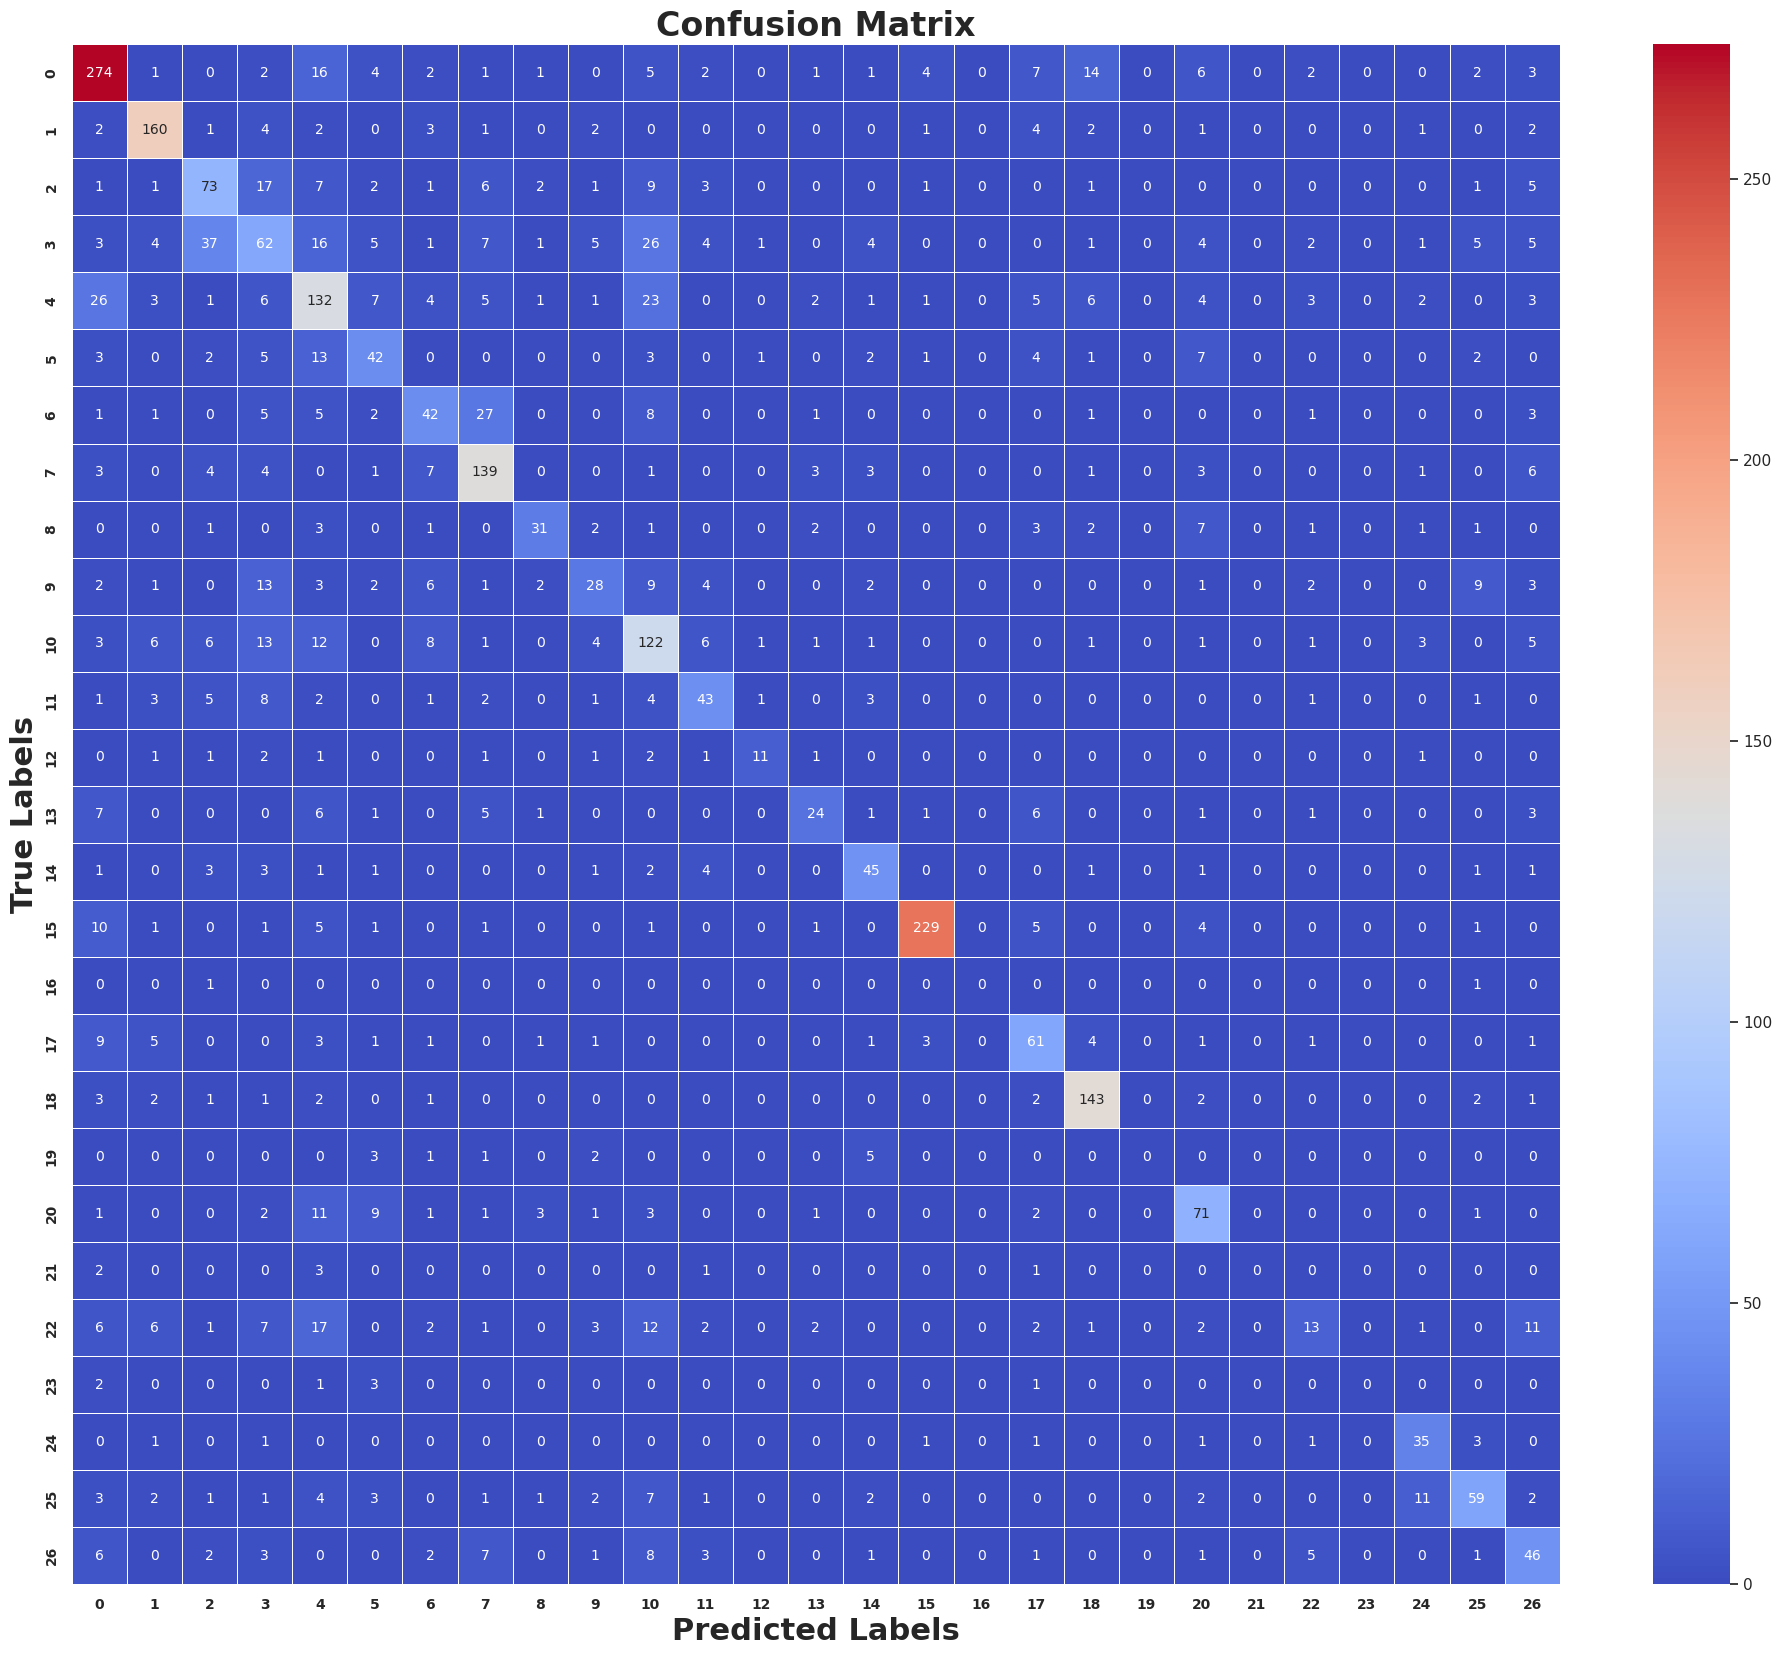 Confusion Matrix
0 274 1 0 2 16 4 2 1 1 0 5 2 0 1 1 4 0 7 14 0 6 0 2 0 0 2 3
1 2 160 1 4 2 0 3 1 0 2 0 0 0 0 0 1 0 4 2 0 1 0 0 0 1 0 2
2 1 1 73 17 7 2 1 6 2 1 9 3 0 0 0 1 0 0 1 0 0 0 0 0 0 1 5
3 3 4 37 62 16 5 1 7 1 5 26 4 1 0 4 0 0 0 1 0 4 0 2 0 1 5 5
4 26 3 1 6 132 7 4 5 1 1 23 0 0 2 1 1 0 5 6 0 4 0 3 0 2 0 3
5 3 0 2 5 13 42 0 0 0 0 3 0 1 0 2 1 0 4 1 0 7 0 0 0 0 2 0
6 1 1 0 5 5 2 42 27 0 0 8 0 0 1 0 0 0 0 1 0 0 0 1 0 0 0 3
7 3 0 4 4 0 1 7 139 0 0 1 0 0 3 3 0 0 0 1 0 3 0 0 0 1 0 6
8 0 0 1 0 3 0 1 0 31 2 1 0 0 2 0 0 0 3 2 0 7 0 1 0 1 1 0
9 2 1 0 13 3 2 6 1 2 28 9 4 0 0 2 0 0 0 0 0 1 0 2 0 0 9 3
10 3 6 6 13 12 0 8 1 0 4 122 6 1 1 1 0 0 0 1 0 1 0 1 0 3 0 5
11 1 3 5 8 2 0 1 2 0 1 4 43 1 0 3 0 0 0 0 0 0 0 1 0 0 1 0
12 0 1 1 2 1 0 0 1 0 1 2 1 11 1 0 0 0 0 0 0 0 0 0 0 1 0 0
13 7 0 0 0 6 1 0 5 1 0 0 0 0 24 1 1 0 6 0 0 1 0 1 0 0 0 3
14 1 0 3 3 1 1 0 0 0 1 2 4 0 0 45 0 0 0 1 0 1 0 0 0 0 1 1
15 10 1 0 1 5 1 0 1 0 0 1 0 0 1 0 229 0 5 0 0 4 0 0 0 0 1 0
16 0 0 1 0 0 0 0 0 0 0 0 0 0 0 0 0 0 0 0 0 0 0 0 0 0 1 0
17 9 5 0 0 3 1 1 0 1 1 0 0 0 0 1 3 0 61 4 0 1 0 1 0 0 0 1
18 3 2 1 1 2 0 1 0 0 0 0 0 0 0 0 0 0 2 143 0 2 0 0 0 0 2 1
19 0 0 0 0 0 3 1 1 0 2 0 0 0 0 5 0 0 0 0 0 0 0 0 0 0 0 0
20 1 0 0 2 11 9 1 1 3 1 3 0 0 1 0 0 0 2 0 0 71 0 0 0 0 1 0
21 2 0 0 0 3 0 0 0 0 0 0 1 0 0 0 0 0 1 0 0 0 0 0 0 0 0 0
22 6 6 1 7 17 0 2 1 0 3 12 2 0 2 0 0 0 2 1 0 2 0 13 0 1 0 11
23 2 0 0 0 1 3 0 0 0 0 0 0 0 0 0 0 0 1 0 0 0 0 0 0 0 0 0
24 0 1 0 1 0 0 0 0 0 0 0 0 0 0 0 1 0 1 0 0 1 0 1 0 35 3 0
25 3 2 1 1 4 3 0 1 1 2 7 1 0 0 2 0 0 0 0 0 2 0 0 0 11 59 2
26 6 0 2 3 0 0 2 7 0 1 8 3 0 0 1 0 0 1 0 0 1 0 5 0 0 1 46
0 1 2 3 4 5 6 7 8 9 10 11 12 13 14 15 16 17 18 19 20 21 22 23 24 25 26
Predicted Labels
True Labels
250
200
150
100
50
0